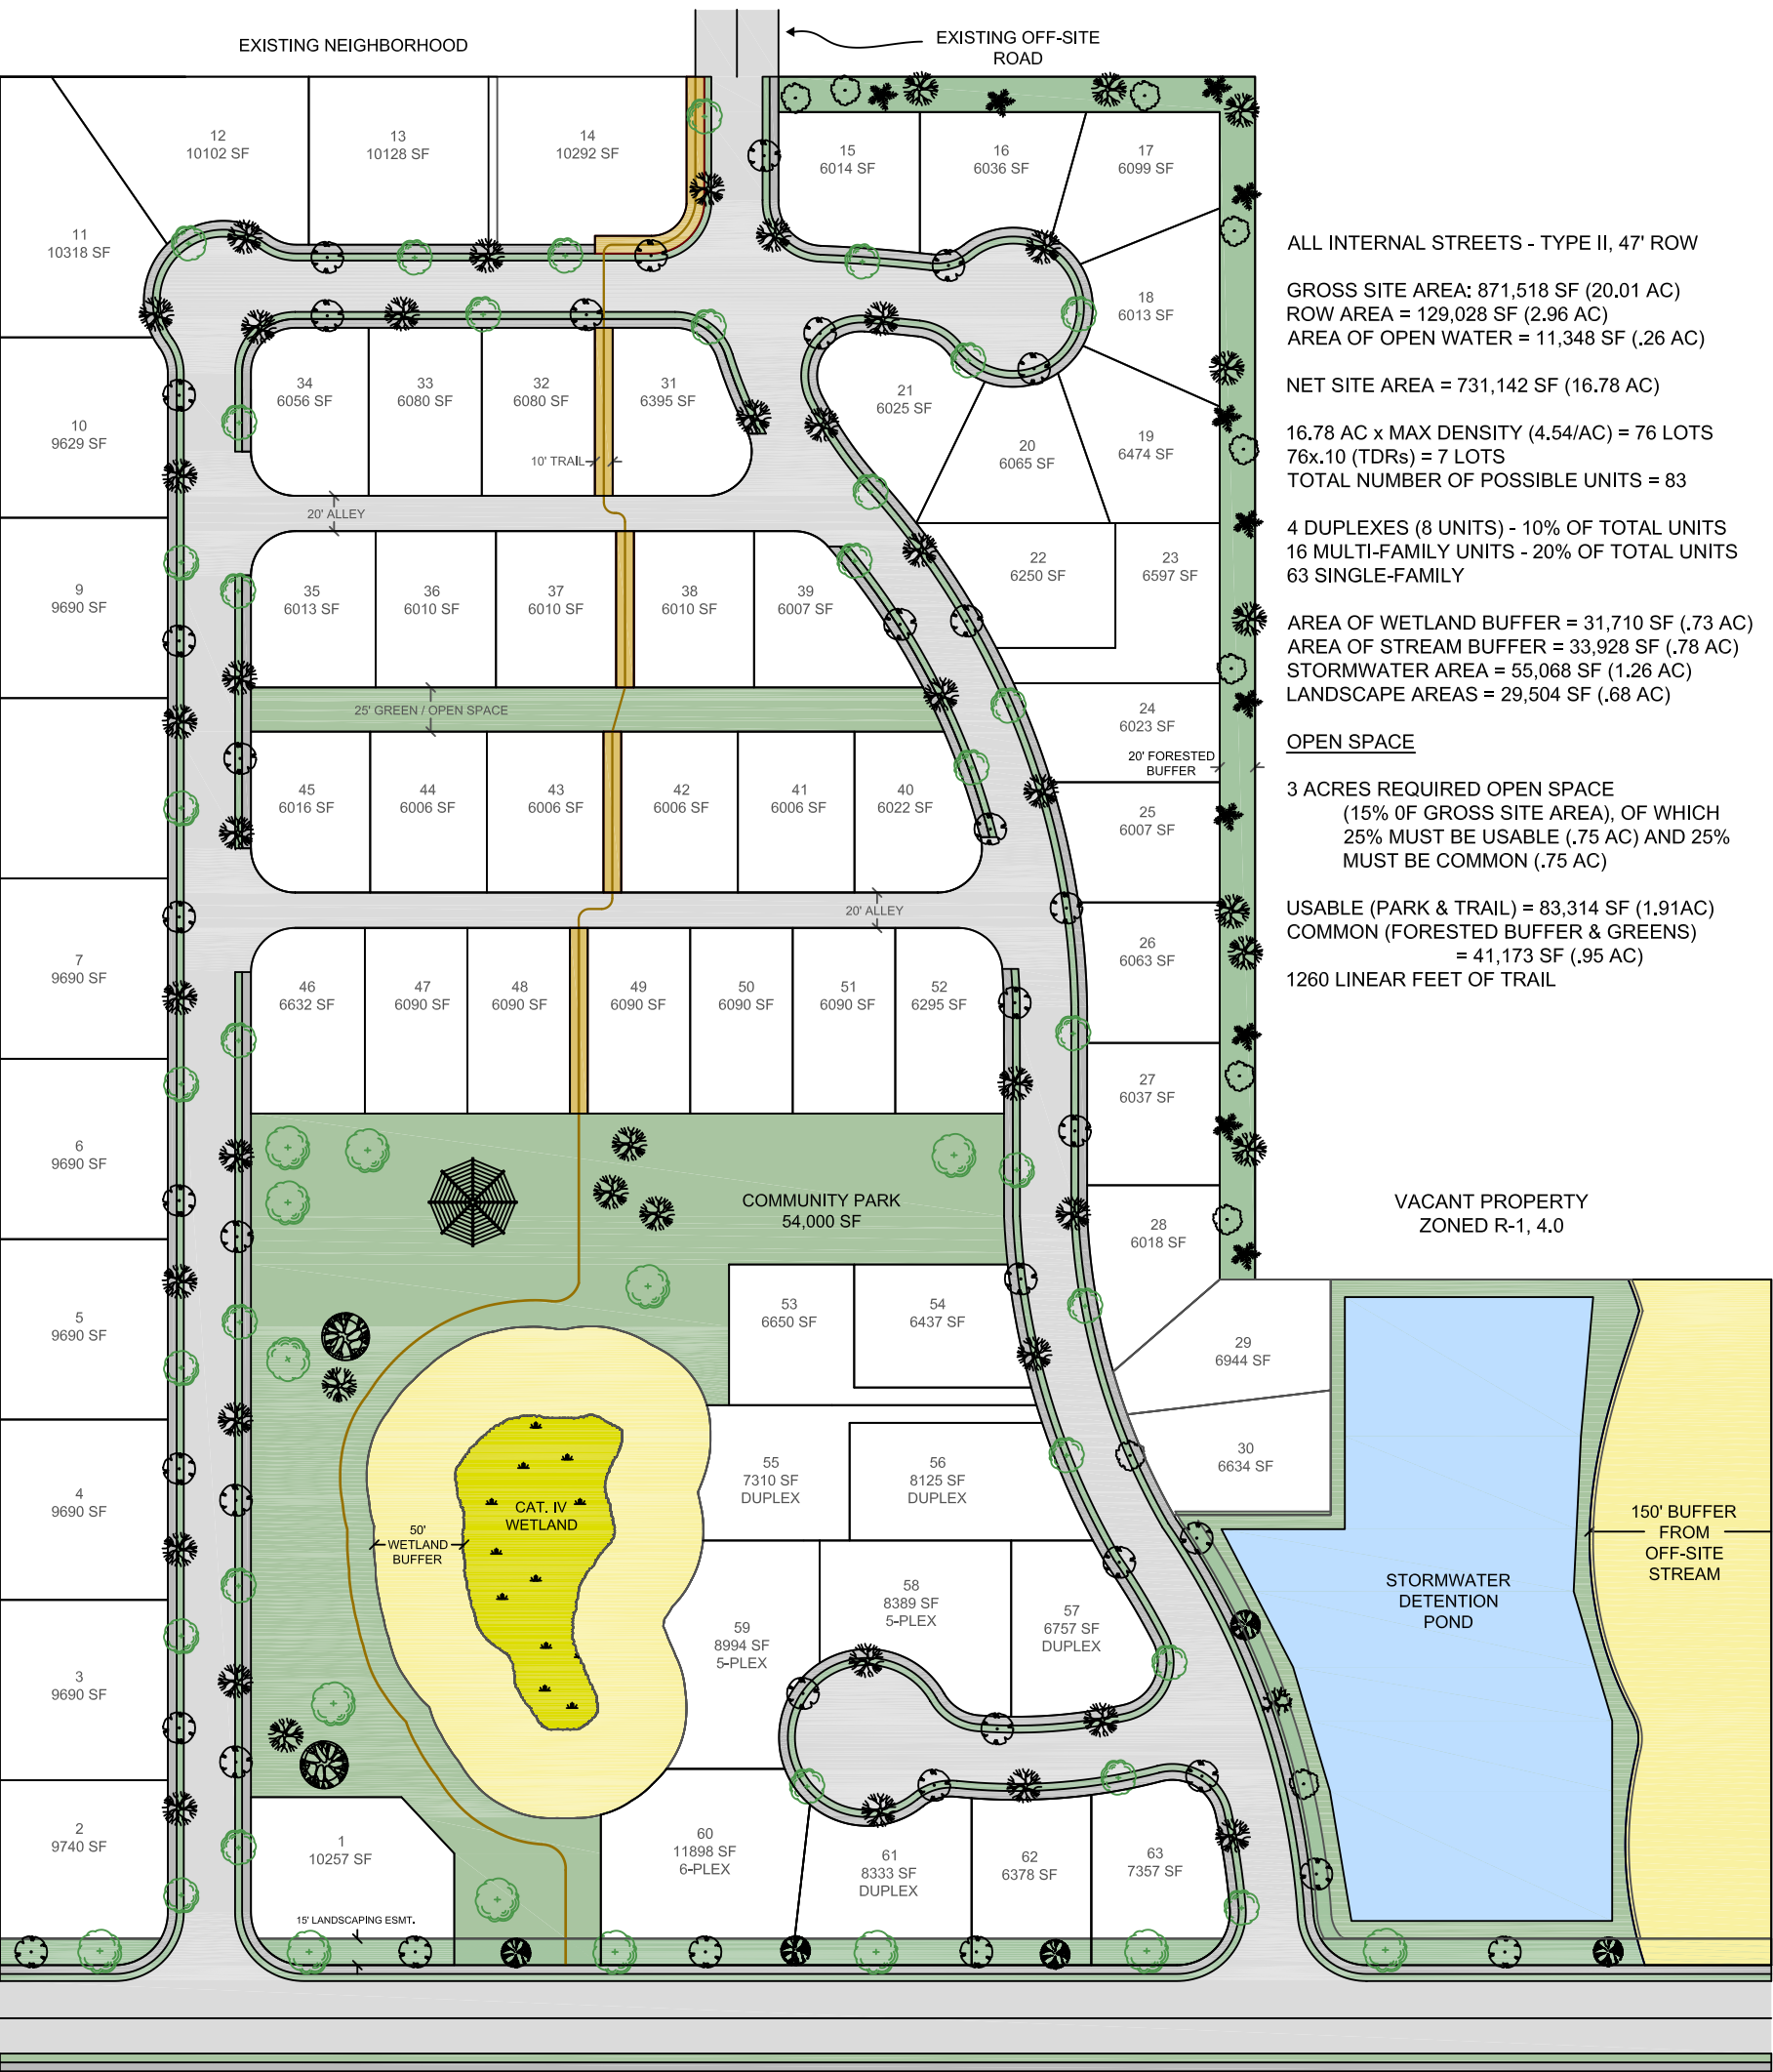 EXISTING NEIGHBORHOOD
EXISTING OFF-SITE
ROAD
12
10102 SF
13
10128 SF
14
10292 SF
15
6014 SF
16
6036 SF
17
6099 SF
11
10318 SF
18
6013 SF
ALL INTERNAL STREETS - TYPE II, 47' ROW
GROSS SITE AREA: 871,518 SF (20.01 AC)
ROW AREA = 129,028 SF (2.96 AC)
AREA OF OPEN WATER = 11,348 SF (.26 AC)
NET SITE AREA = 731,142 SF (16.78 AC)
16.78 AC x MAX DENSITY (4.54/AC) = 76 LOTS
76x.10 (TDRs) = 7 LOTS
TOTAL NUMBER OF POSSIBLE UNITS = 83
4 DUPLEXES (8 UNITS) - 10% OF TOTAL UNITS
16 MULTI-FAMILY UNITS - 20% OF TOTAL UNITS
63 SINGLE-FAMILY
AREA OF WETLAND BUFFER = 31,710 SF (.73 AC)
AREA OF STREAM BUFFER = 33,928 SF (.78 AC)
STORMWATER AREA = 55,068 SF (1.26 AC)
LANDSCAPE AREAS = 29,504 SF (.68 AC)
OPEN SPACE
3 ACRES REQUIRED OPEN SPACE
(15% 0F GROSS SITE AREA), OF WHICH
25% MUST BE USABLE (.75 AC) AND 25%
MUST BE COMMON (.75 AC)
USABLE (PARK & TRAIL) = 83,314 SF (1.91AC)
COMMON (FORESTED BUFFER & GREENS)
= 41,173 SF (.95 AC)
1260 LINEAR FEET OF TRAIL
34
6056 SF
33
6080 SF
32
6080 SF
31
6395 SF
21
6025 SF
20
6065 SF
19
6474 SF
10
9629 SF
10' TRAIL
20' ALLEY
22
6250 SF
23
6597 SF
9
9690 SF
35
6013 SF
36
6010 SF
37
6010 SF
38
6010 SF
39
6007 SF
25' GREEN / OPEN SPACE
24
6023 SF
20' FORESTED
BUFFER
45
6016 SF
44
6006 SF
43
6006 SF
42
6006 SF
41
6006 SF
40
6022 SF
25
6007 SF
20' ALLEY
7
9690 SF
46
6632 SF
47
6090 SF
48
6090 SF
49
6090 SF
50
6090 SF
51
6090 SF
52
6295 SF
26
6063 SF
27
6037 SF
6
9690 SF
COMMUNITY PARK
54,000 SF
28
6018 SF
VACANT PROPERTY
ZONED R-1, 4.0
5
9690 SF
53
6650 SF
54
6437 SF
29
6944 SF
4
9690 SF
55
7310 SF
DUPLEX
56
8125 SF
DUPLEX
30
6634 SF
CAT. IV
WETLAND
50'
WETLAND
BUFFER
150' BUFFER
FROM
OFF-SITE
STREAM
STORMWATER
DETENTION
POND
3
9690 SF
59
8994 SF
5-PLEX
58
8389 SF
5-PLEX
57
6757 SF
DUPLEX
2
9740 SF
1
10257 SF
60
11898 SF
6-PLEX
61
8333 SF
DUPLEX
62
6378 SF
63
7357 SF
15' LANDSCAPING ESMT.